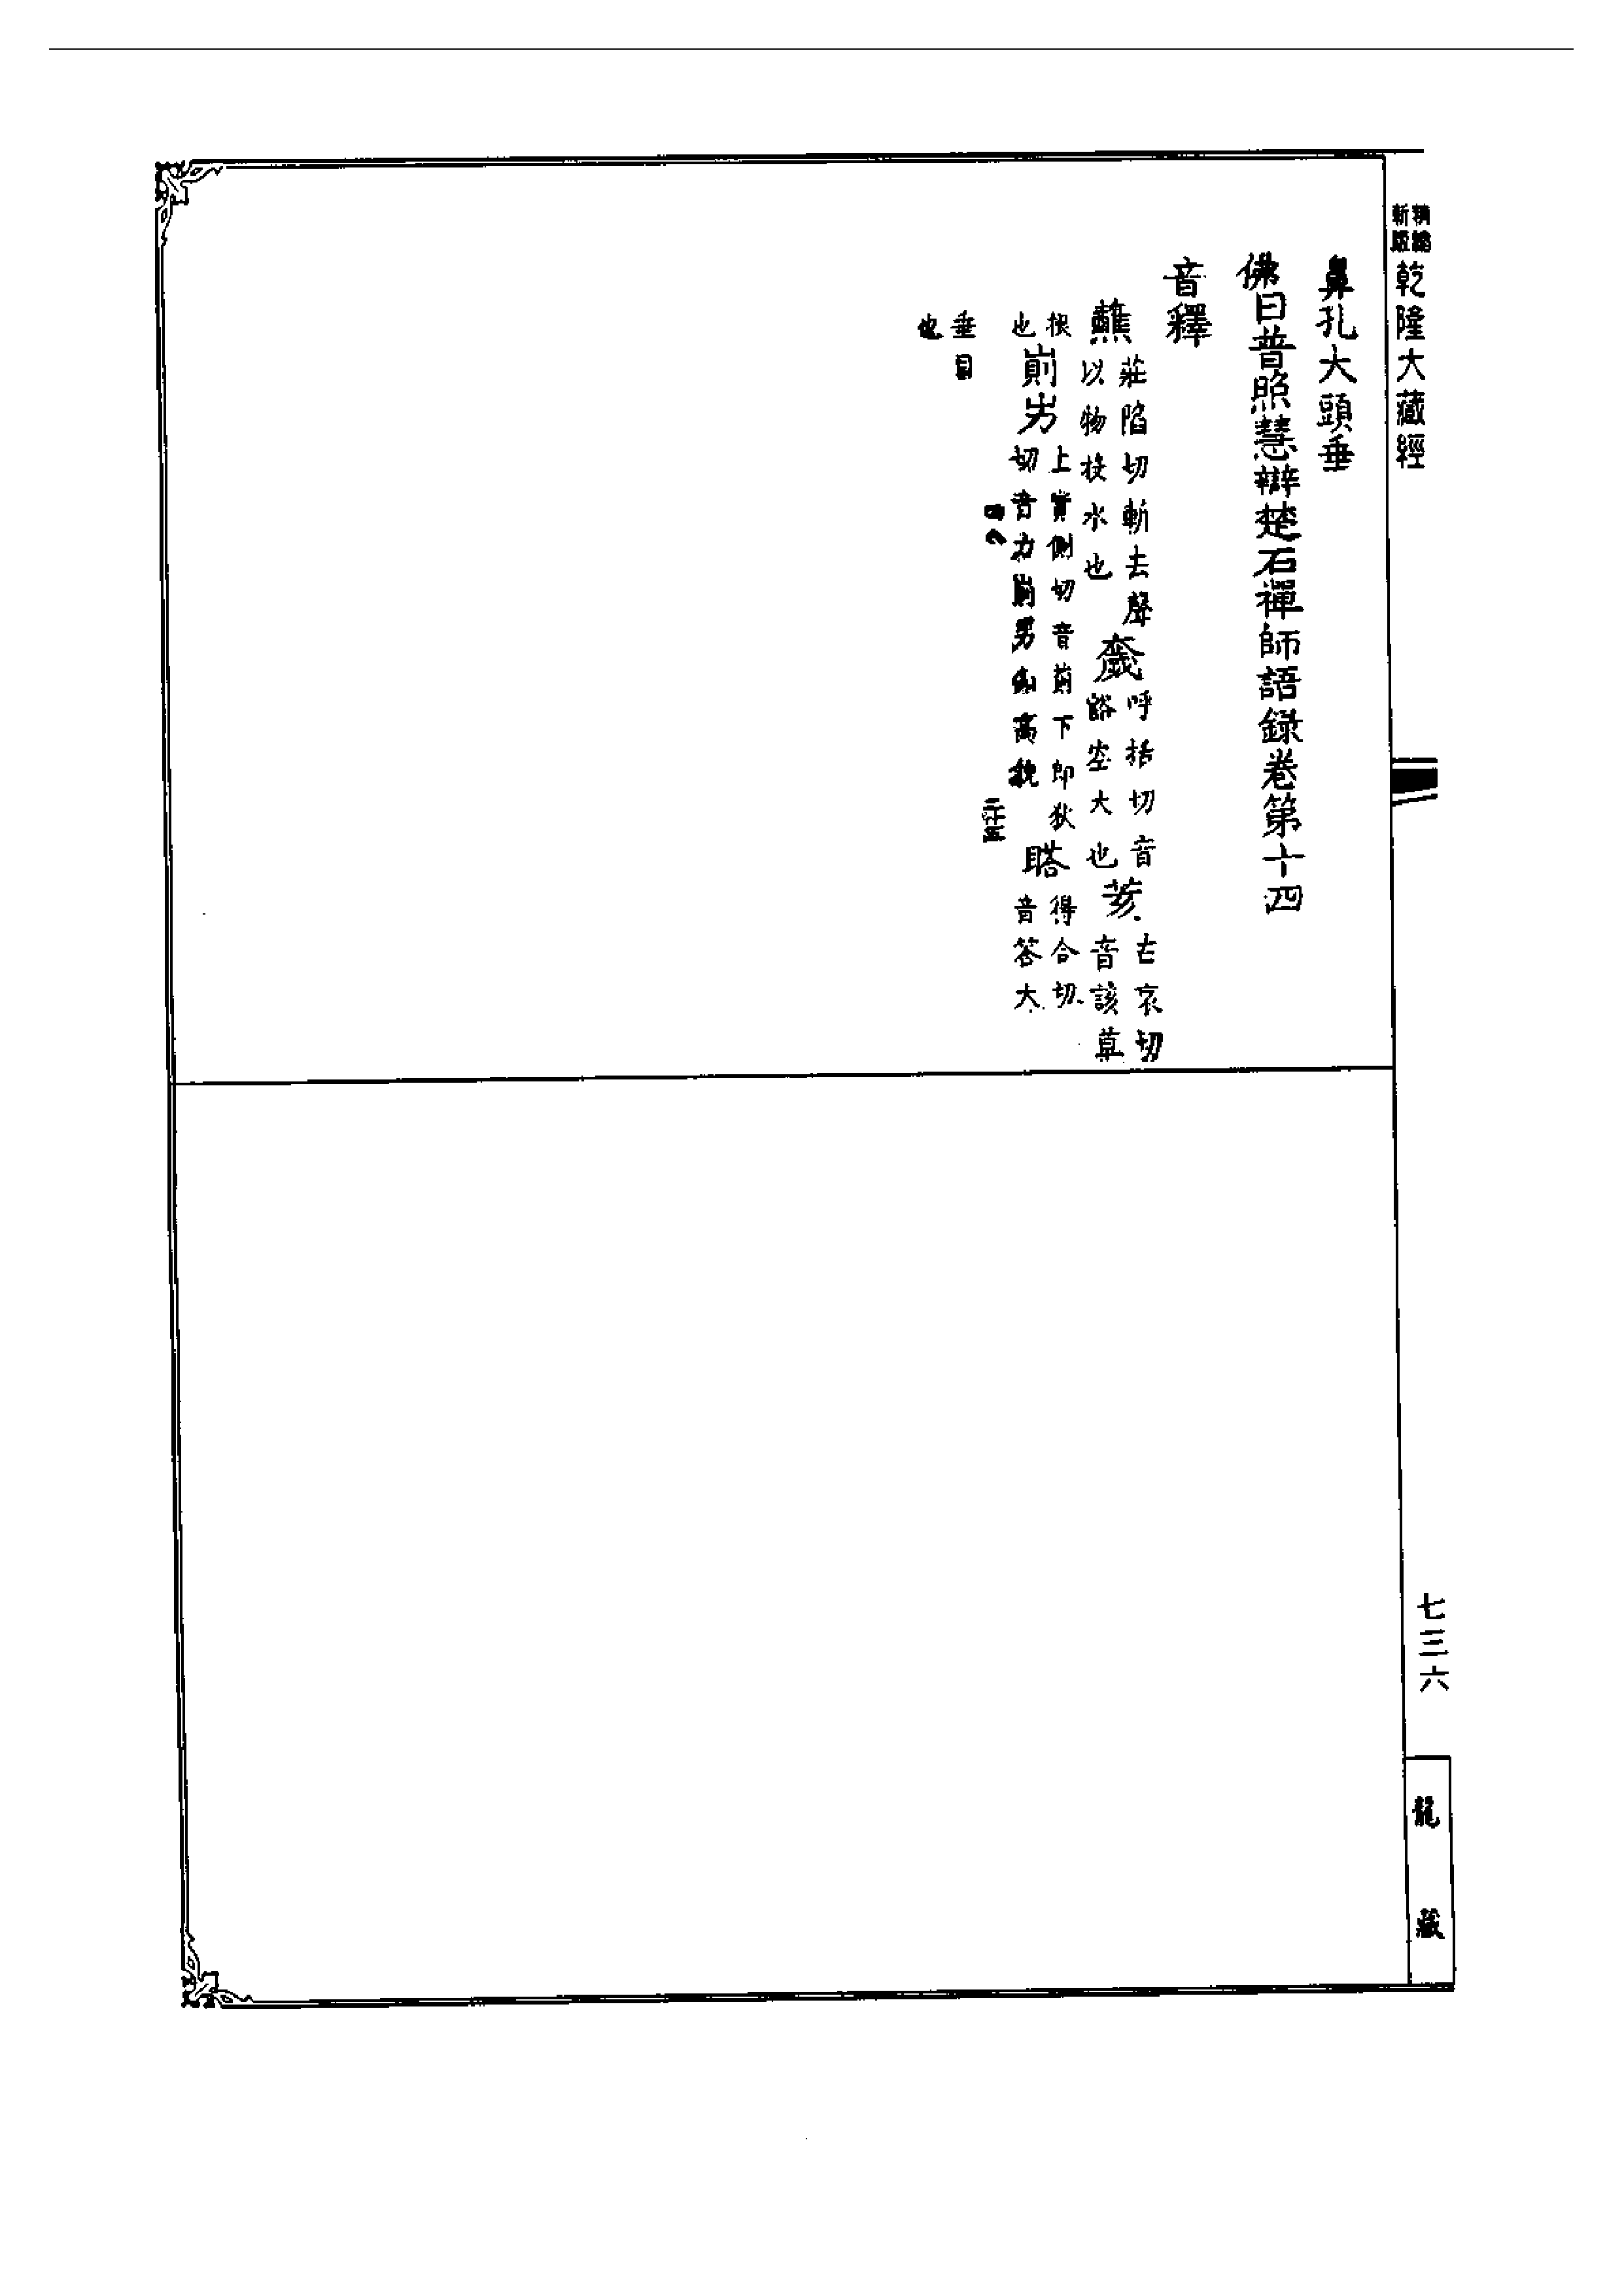 精縮新版乾隆大藏經
鼻孔大頭垂
佛日普照慧辯楚石禪師語錄卷第十四
音釋
蘸 莊陷切斬去聲以物投水也 豁空大也 呼括切音 荄 古哀切音該草
根也 崱屴 上實側切音萴下即狄切音力崱屴山高貌 䀫 得合切音答大
垂目也
七三六
龍藏